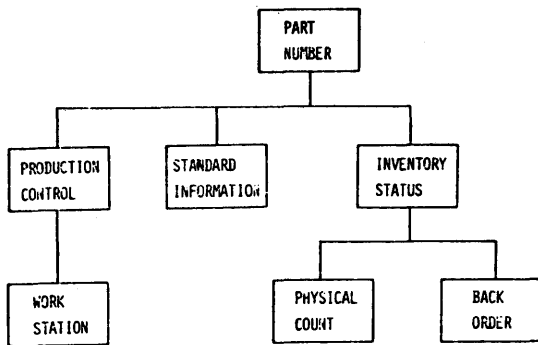 PART
NUMBER
PRODUCTION
CONTROL
STANDARD
INFORMATION
INVENTORY
STATUS
WORK
STATION
PHYSICAL
COUNT
BACK
ORDER